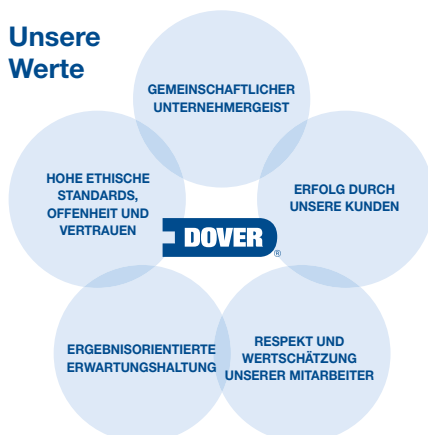 Unsere
Werte
GEMEINSCHAFTLICHER
UNTERNEHMERGEIST
HOHE ETHISCHE
STANDARDS,
OFFENHEIT UND
VERTRAUEN
ERFOLG DURCH
UNSERE KUNDEN
DOVER®
ERGEBNISORIENTIERTE
ERWARTUNGSHALTUNG
RESPEKT UND
WERTSCHÄTZUNG
UNSERER MITARBEITER